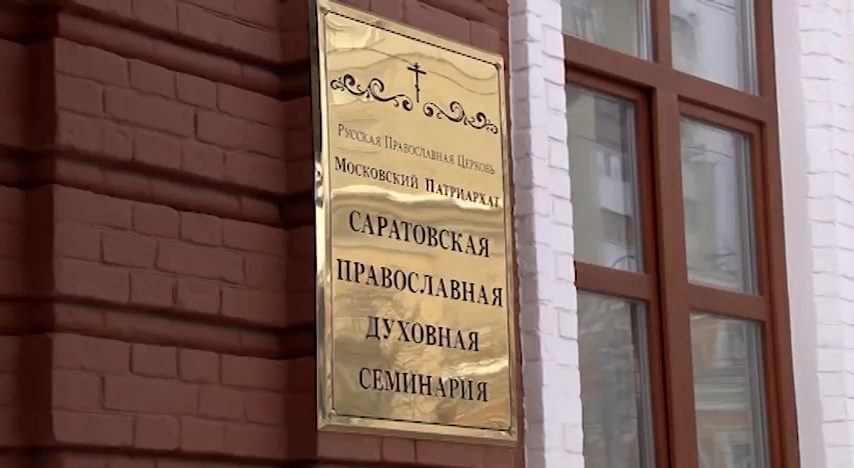 Русская Православная Церковь
Московский Патриархат
САРАТОВСКАЯ
ПРАВОСЛАВНАЯ
ДУХОВНАЯ
СЕМИНАРИЯ